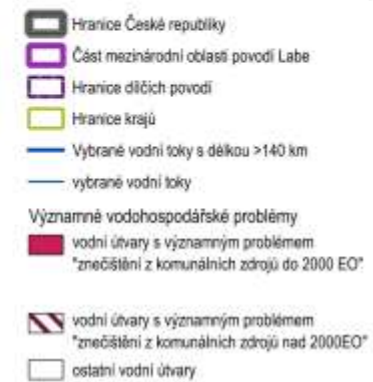 Hranice České republiky
Část mezinárodní oblasti povodí Labe
Hranice dílčích povodí
Hranice krajů
Vybrané vodní toky s délkou >140 km
vybrané vodní toky
Významné vodohospodářské problémy
vodní útvary s významným problémem
"znečištění z komunálních zdrojů do 2000 EO"
vodní útvary s významným problémem
"znečištění z komunálních zdrojů nad 2000EO"
ostatní vodní útvary